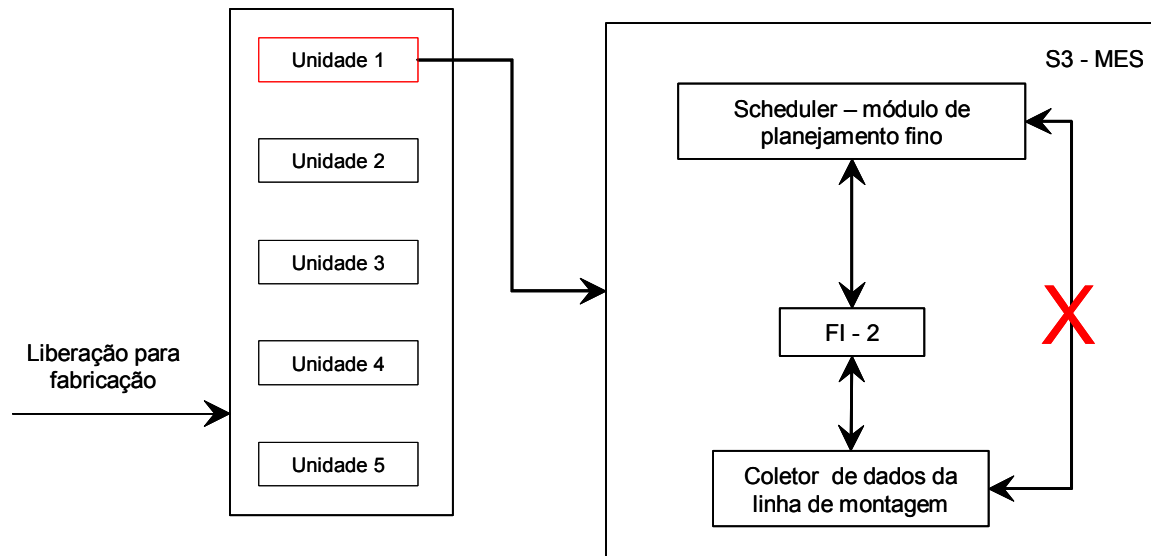 Liberação para
fabricação
Unidade 1
Unidade 2
Unidade 3
Unidade 4
Unidade 5
S3 - MES
Scheduler – módulo de
planejamento fino
FI - 2
X
Coletor de dados da
linha de montagem